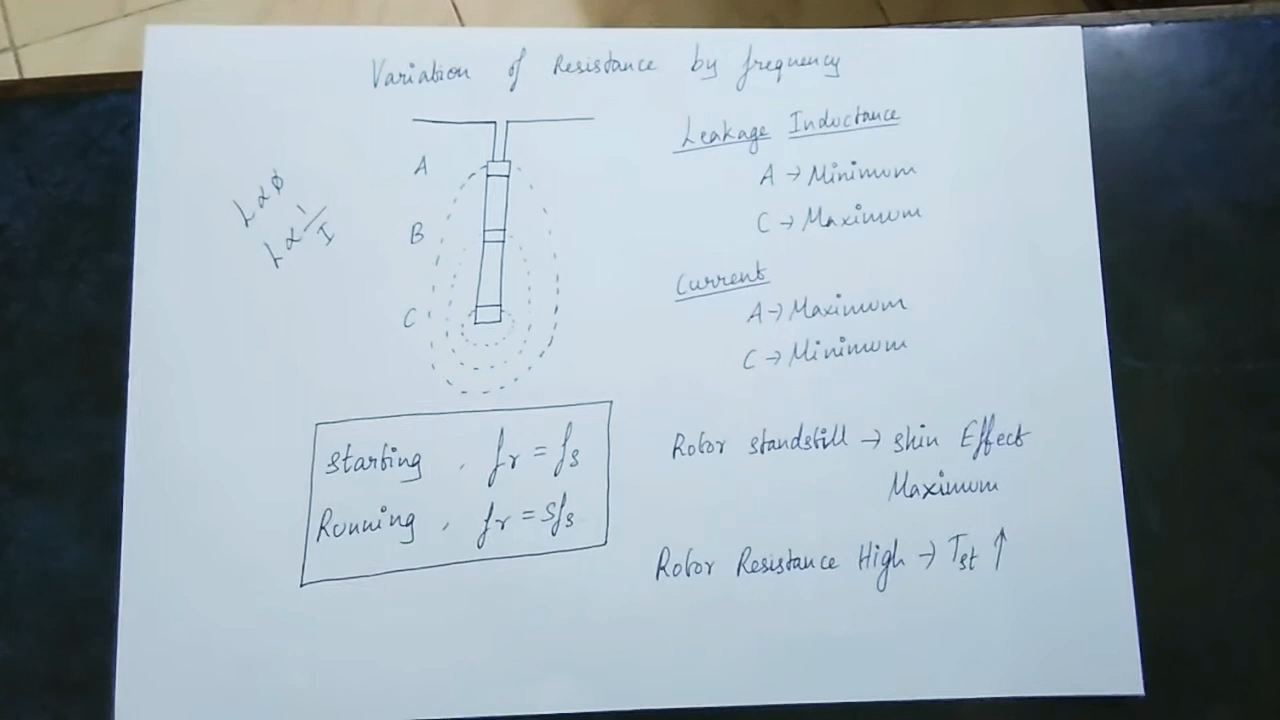 Variation of Resistance by frequency
L α φ
L α 1/I
A
B
C
Leakage Inductance
A → Minimum
C → Maximum
Current
A → Maximum
C → Minimum
Starting , fr = fs
Running , fr = sfs
Rotor standstill → skin Effect
Maximum
Rotor Resistance High → Tst ↑